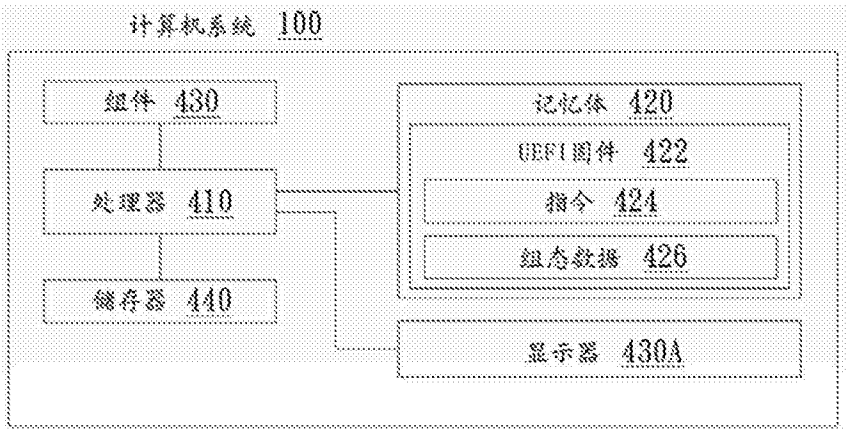 计算机系统 100
组件 430
处理器 410
储存器 440
记忆体 420
UEFI固件 422
指令 424
组态数据 426
显示器 430A